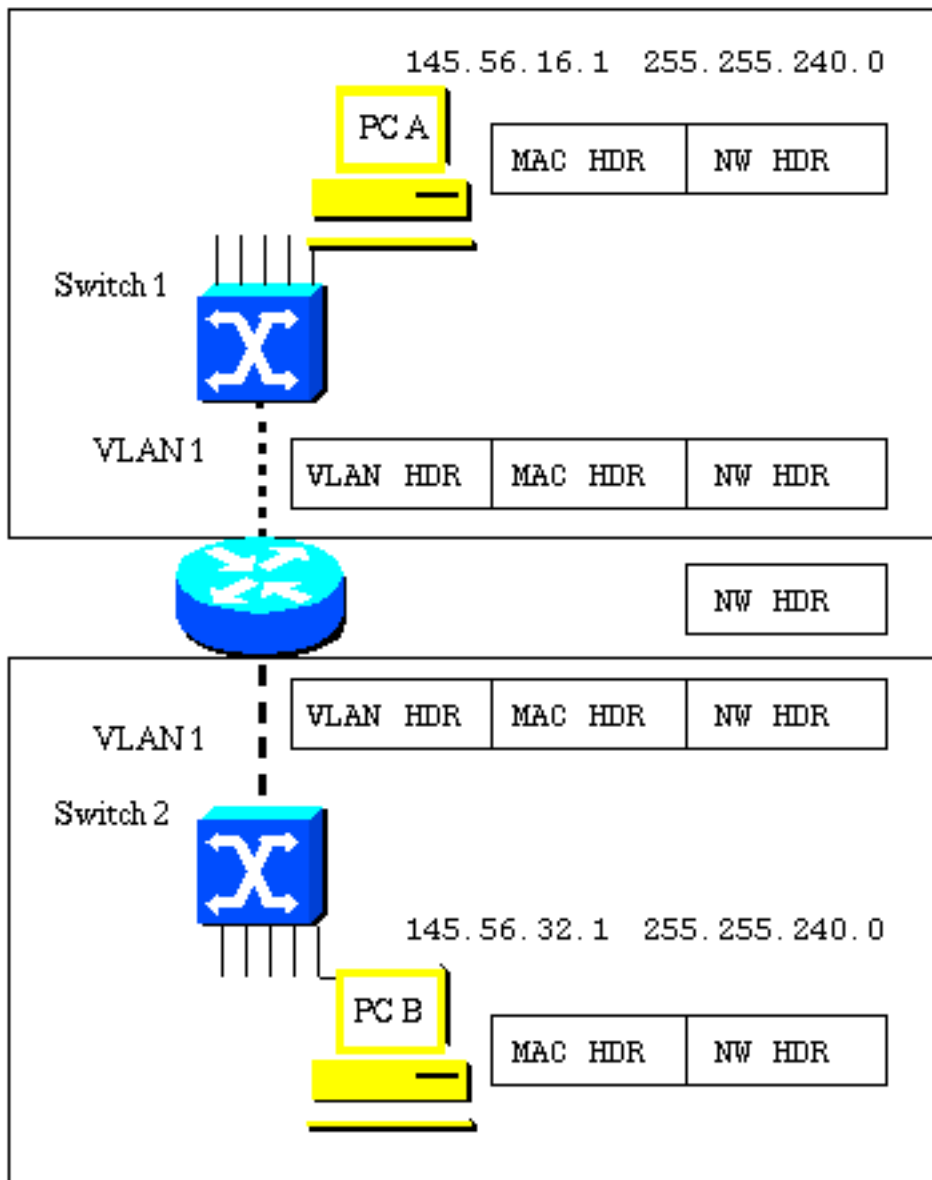 145.56.16.1 255.255.240.0
PC A
MAC HDR NW HDR
Switch 1
VLAN 1
VLAN HDR MAC HDR NW HDR
NW HDR
VLAN HDR MAC HDR NW HDR
VLAN 1
Switch 2
145.56.32.1 255.255.240.0
PC B
MAC HDR NW HDR